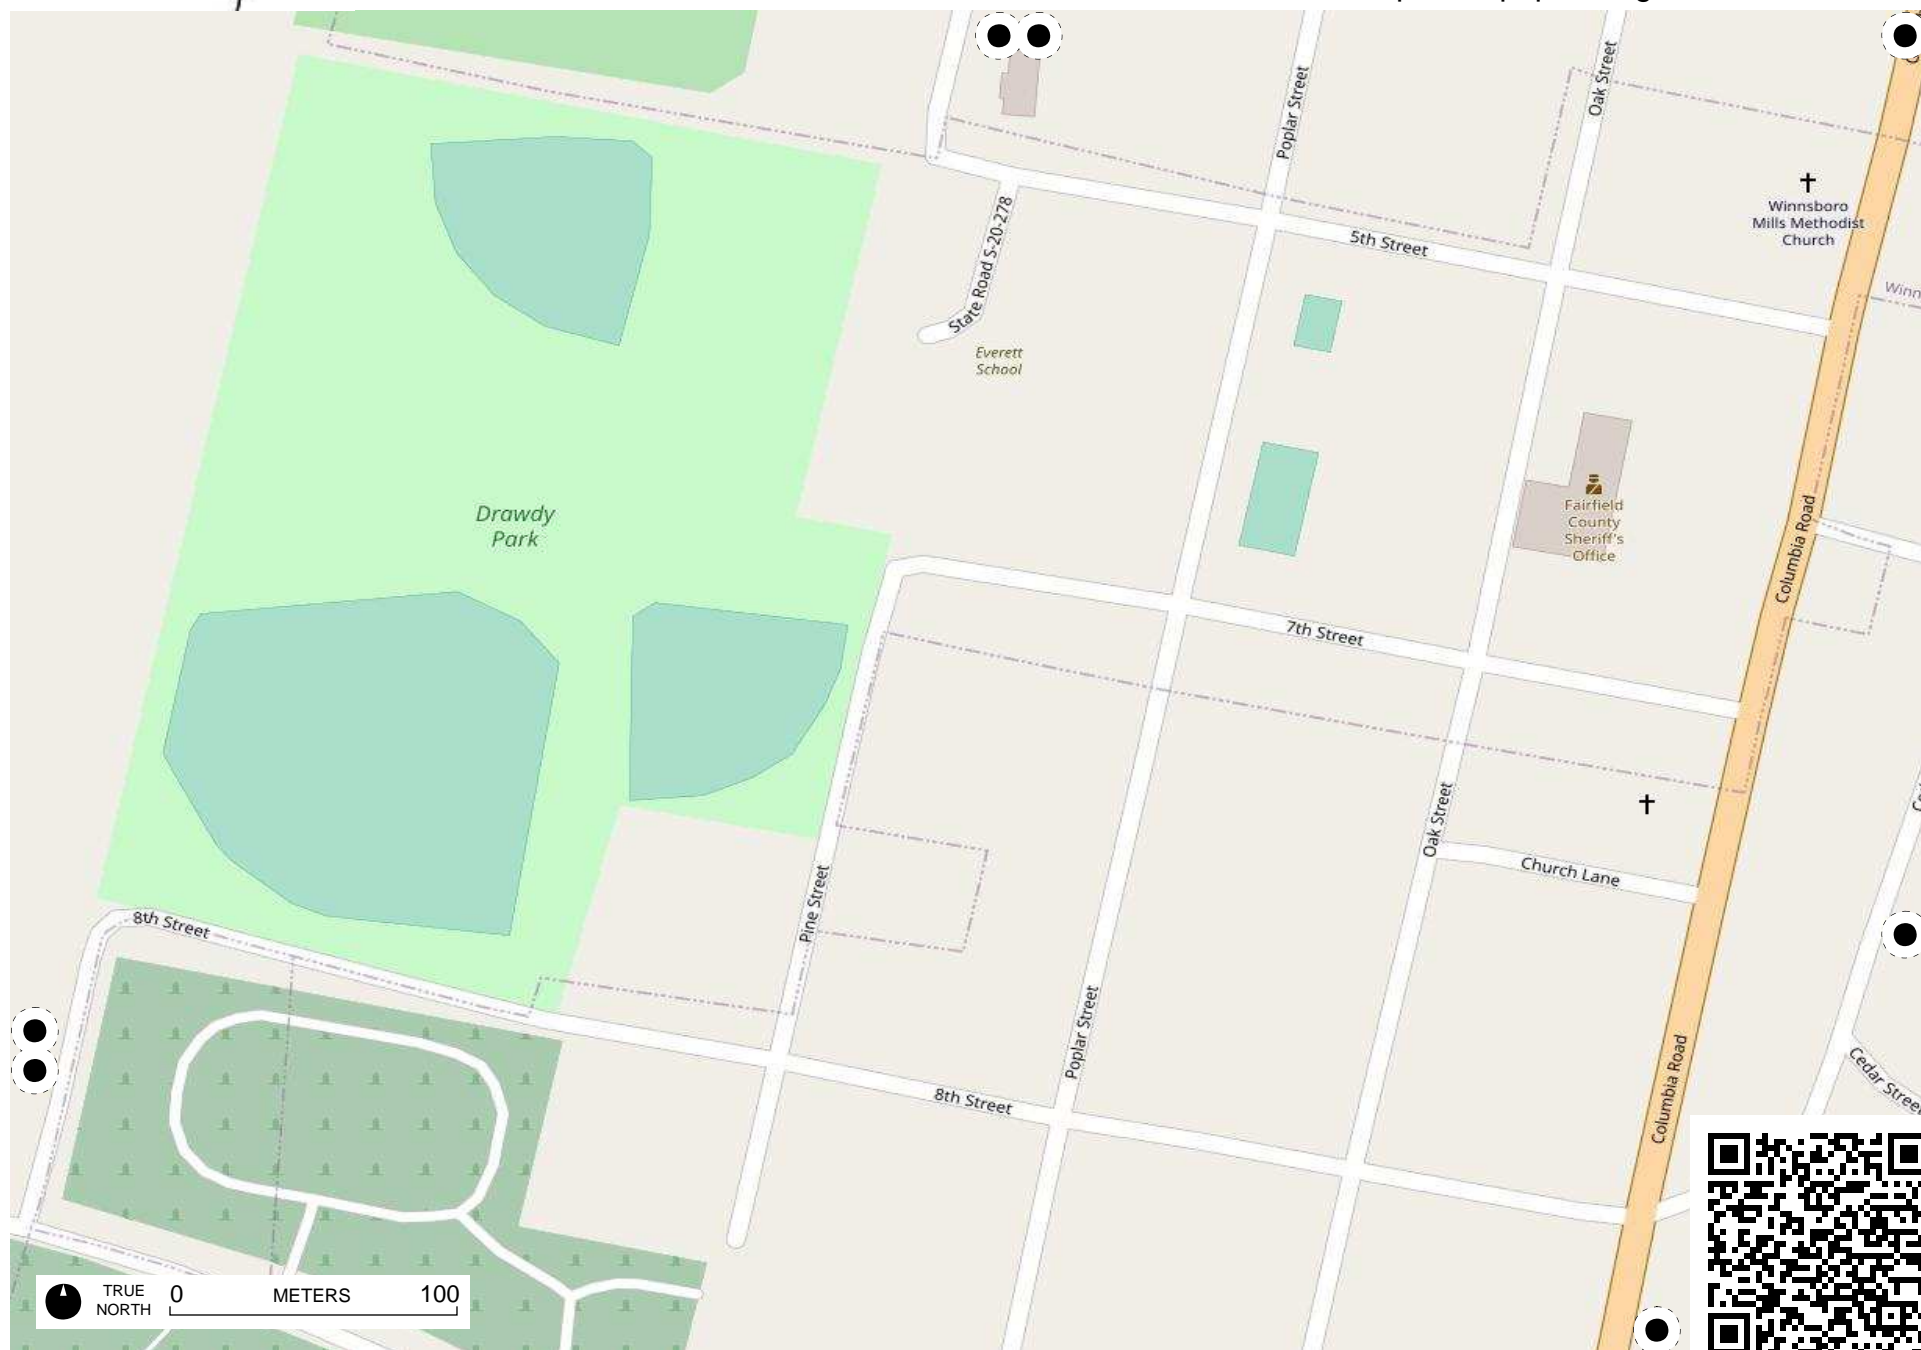 Poplar Street
Oak Street
Winnsboro
Mills Methodist
Church
State Road S-20-278
5th Street
Everett
School
Drawdy
Park
Fairfield
County
Sheriff's
Office
Columbia Road
7th Street
Oak Street
Church Lane
Pine Street
8th Street
Poplar Street
8th Street
Columbia Road
Cedar Street
TRUE
NORTH
0 METERS 100